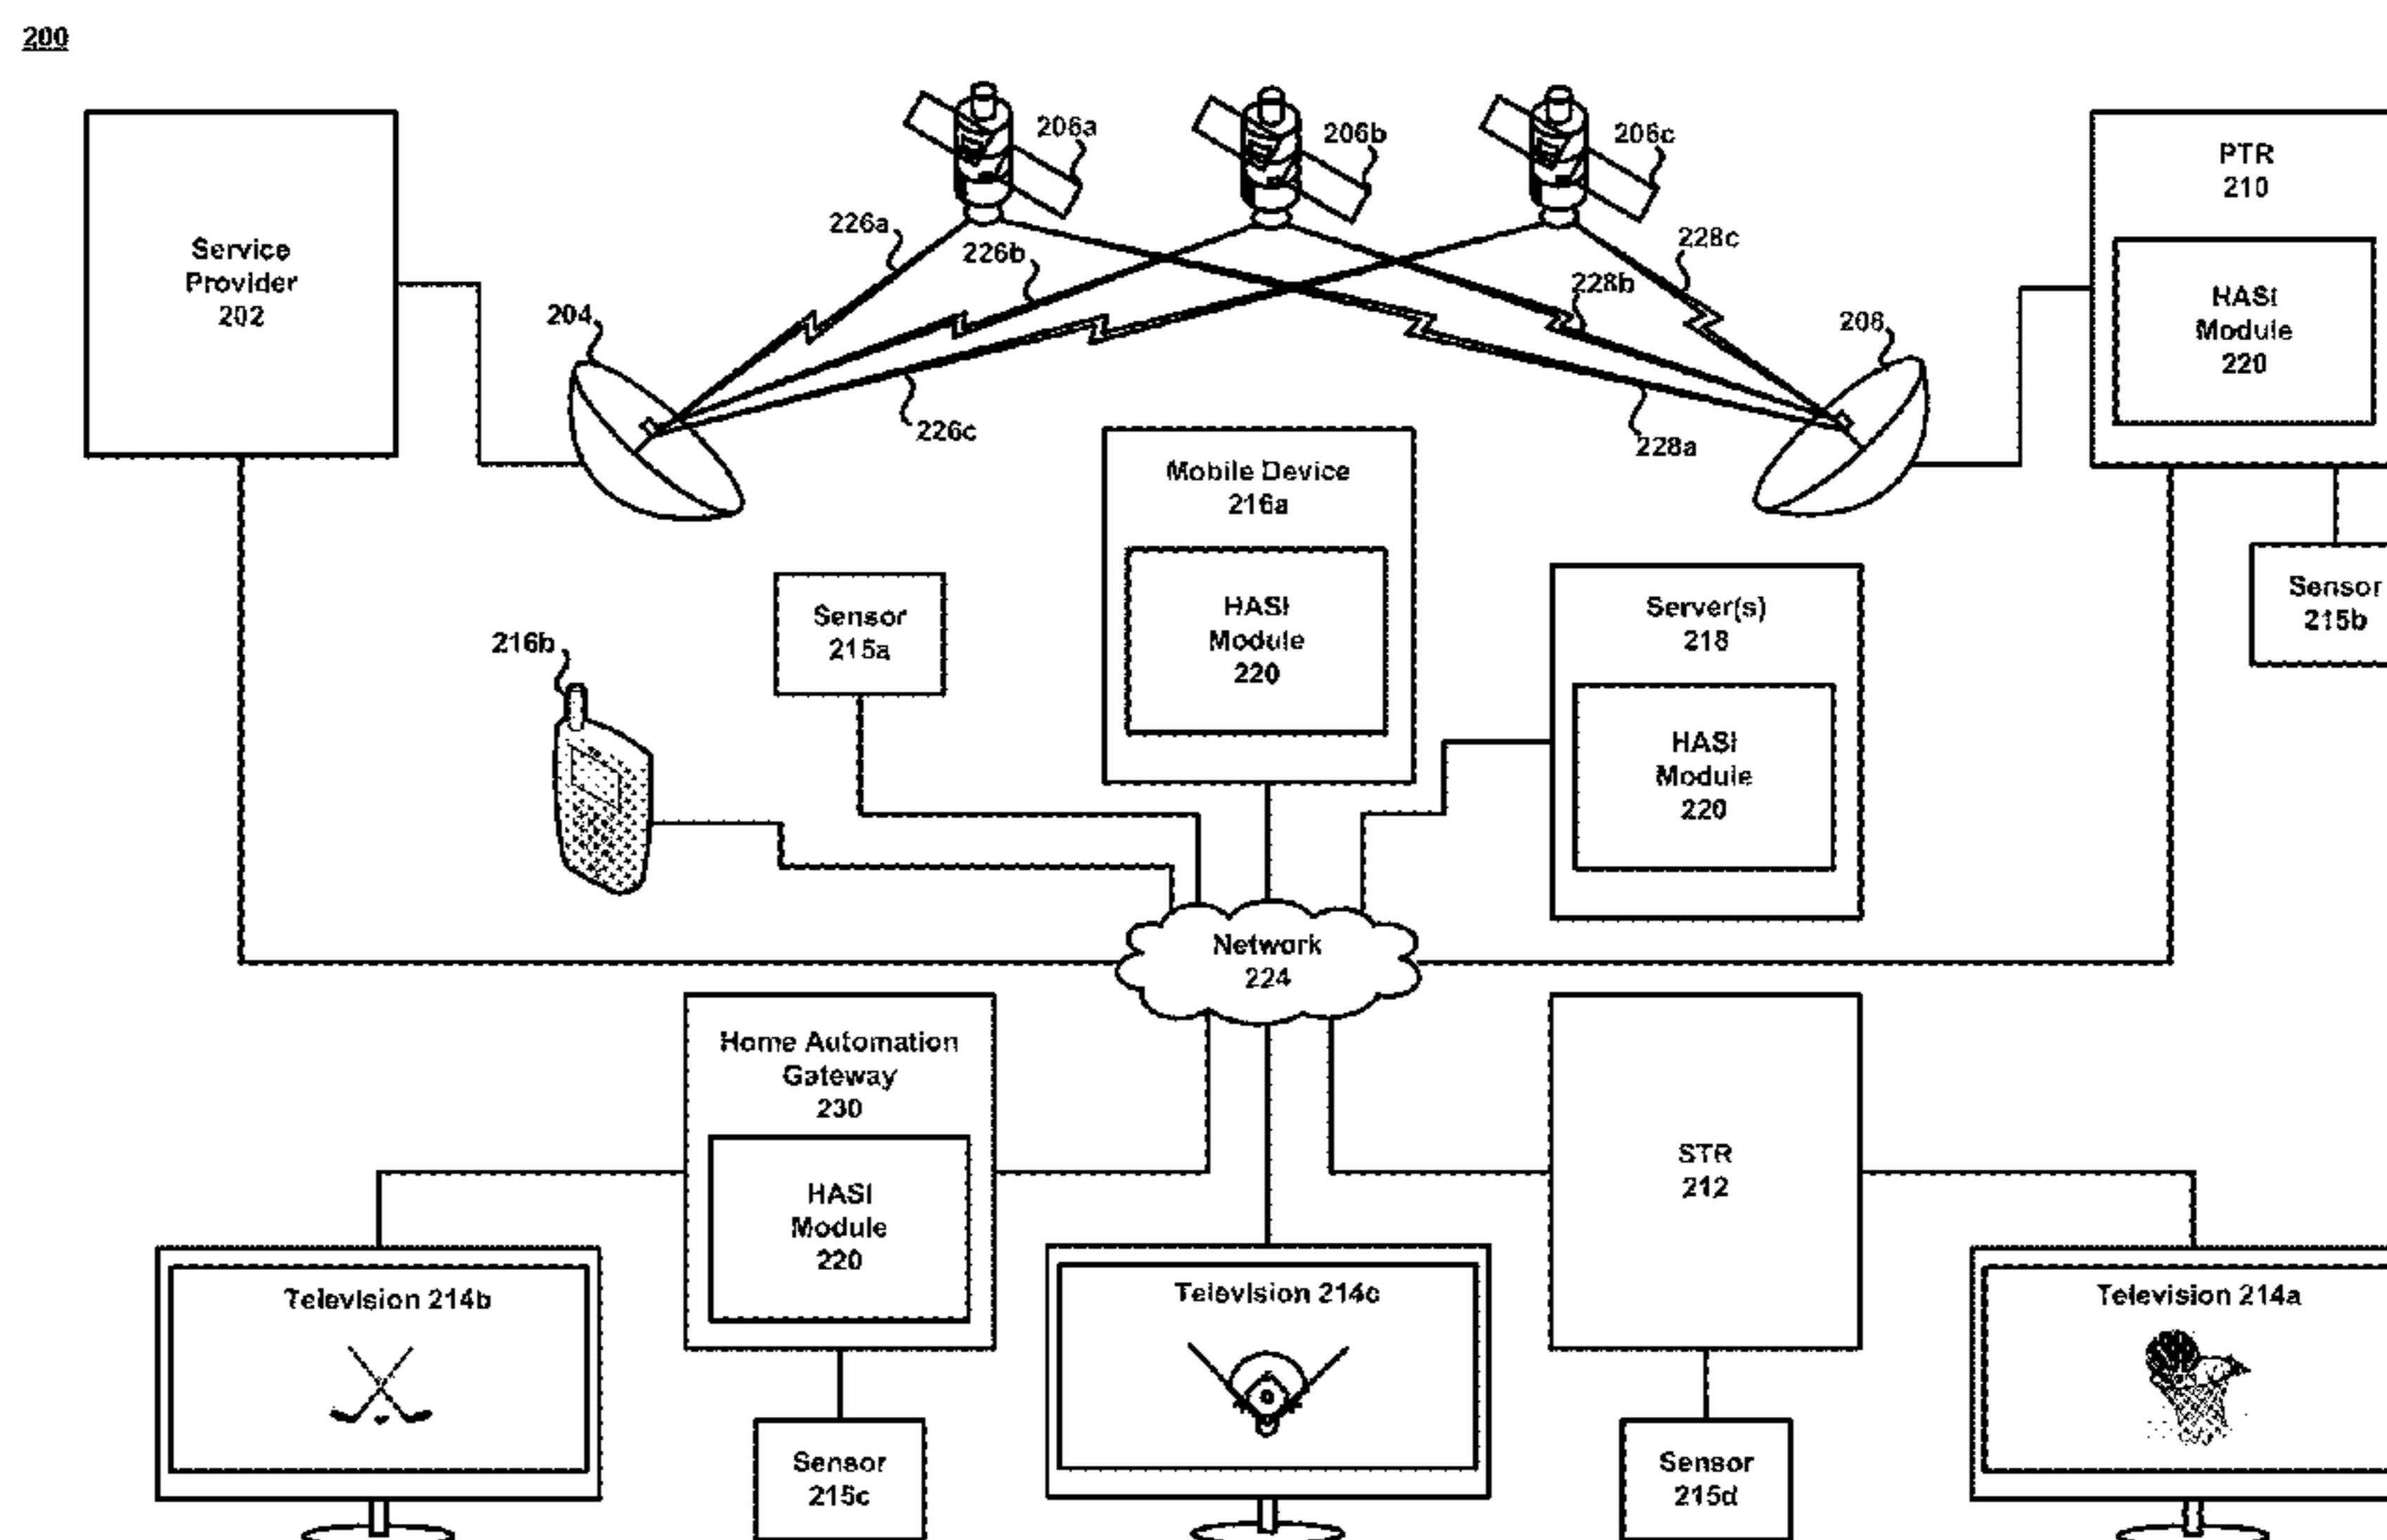 200
206a
206b
206c
PTR
210
226a
226b
228c
Service
Provider
202
228b
HASI
Module
220
204
208
226c
228a
Mobile Device
216a
HASI
Module
220
Sensor
215a
Server(s)
218
Sensor
215b
216b
HASI
Module
220
Network
224
Home Automation
Gateway
230
STR
212
HASI
Module
220
Television 214b
Television 214c
Television 214a
Sensor
215c
Sensor
215d